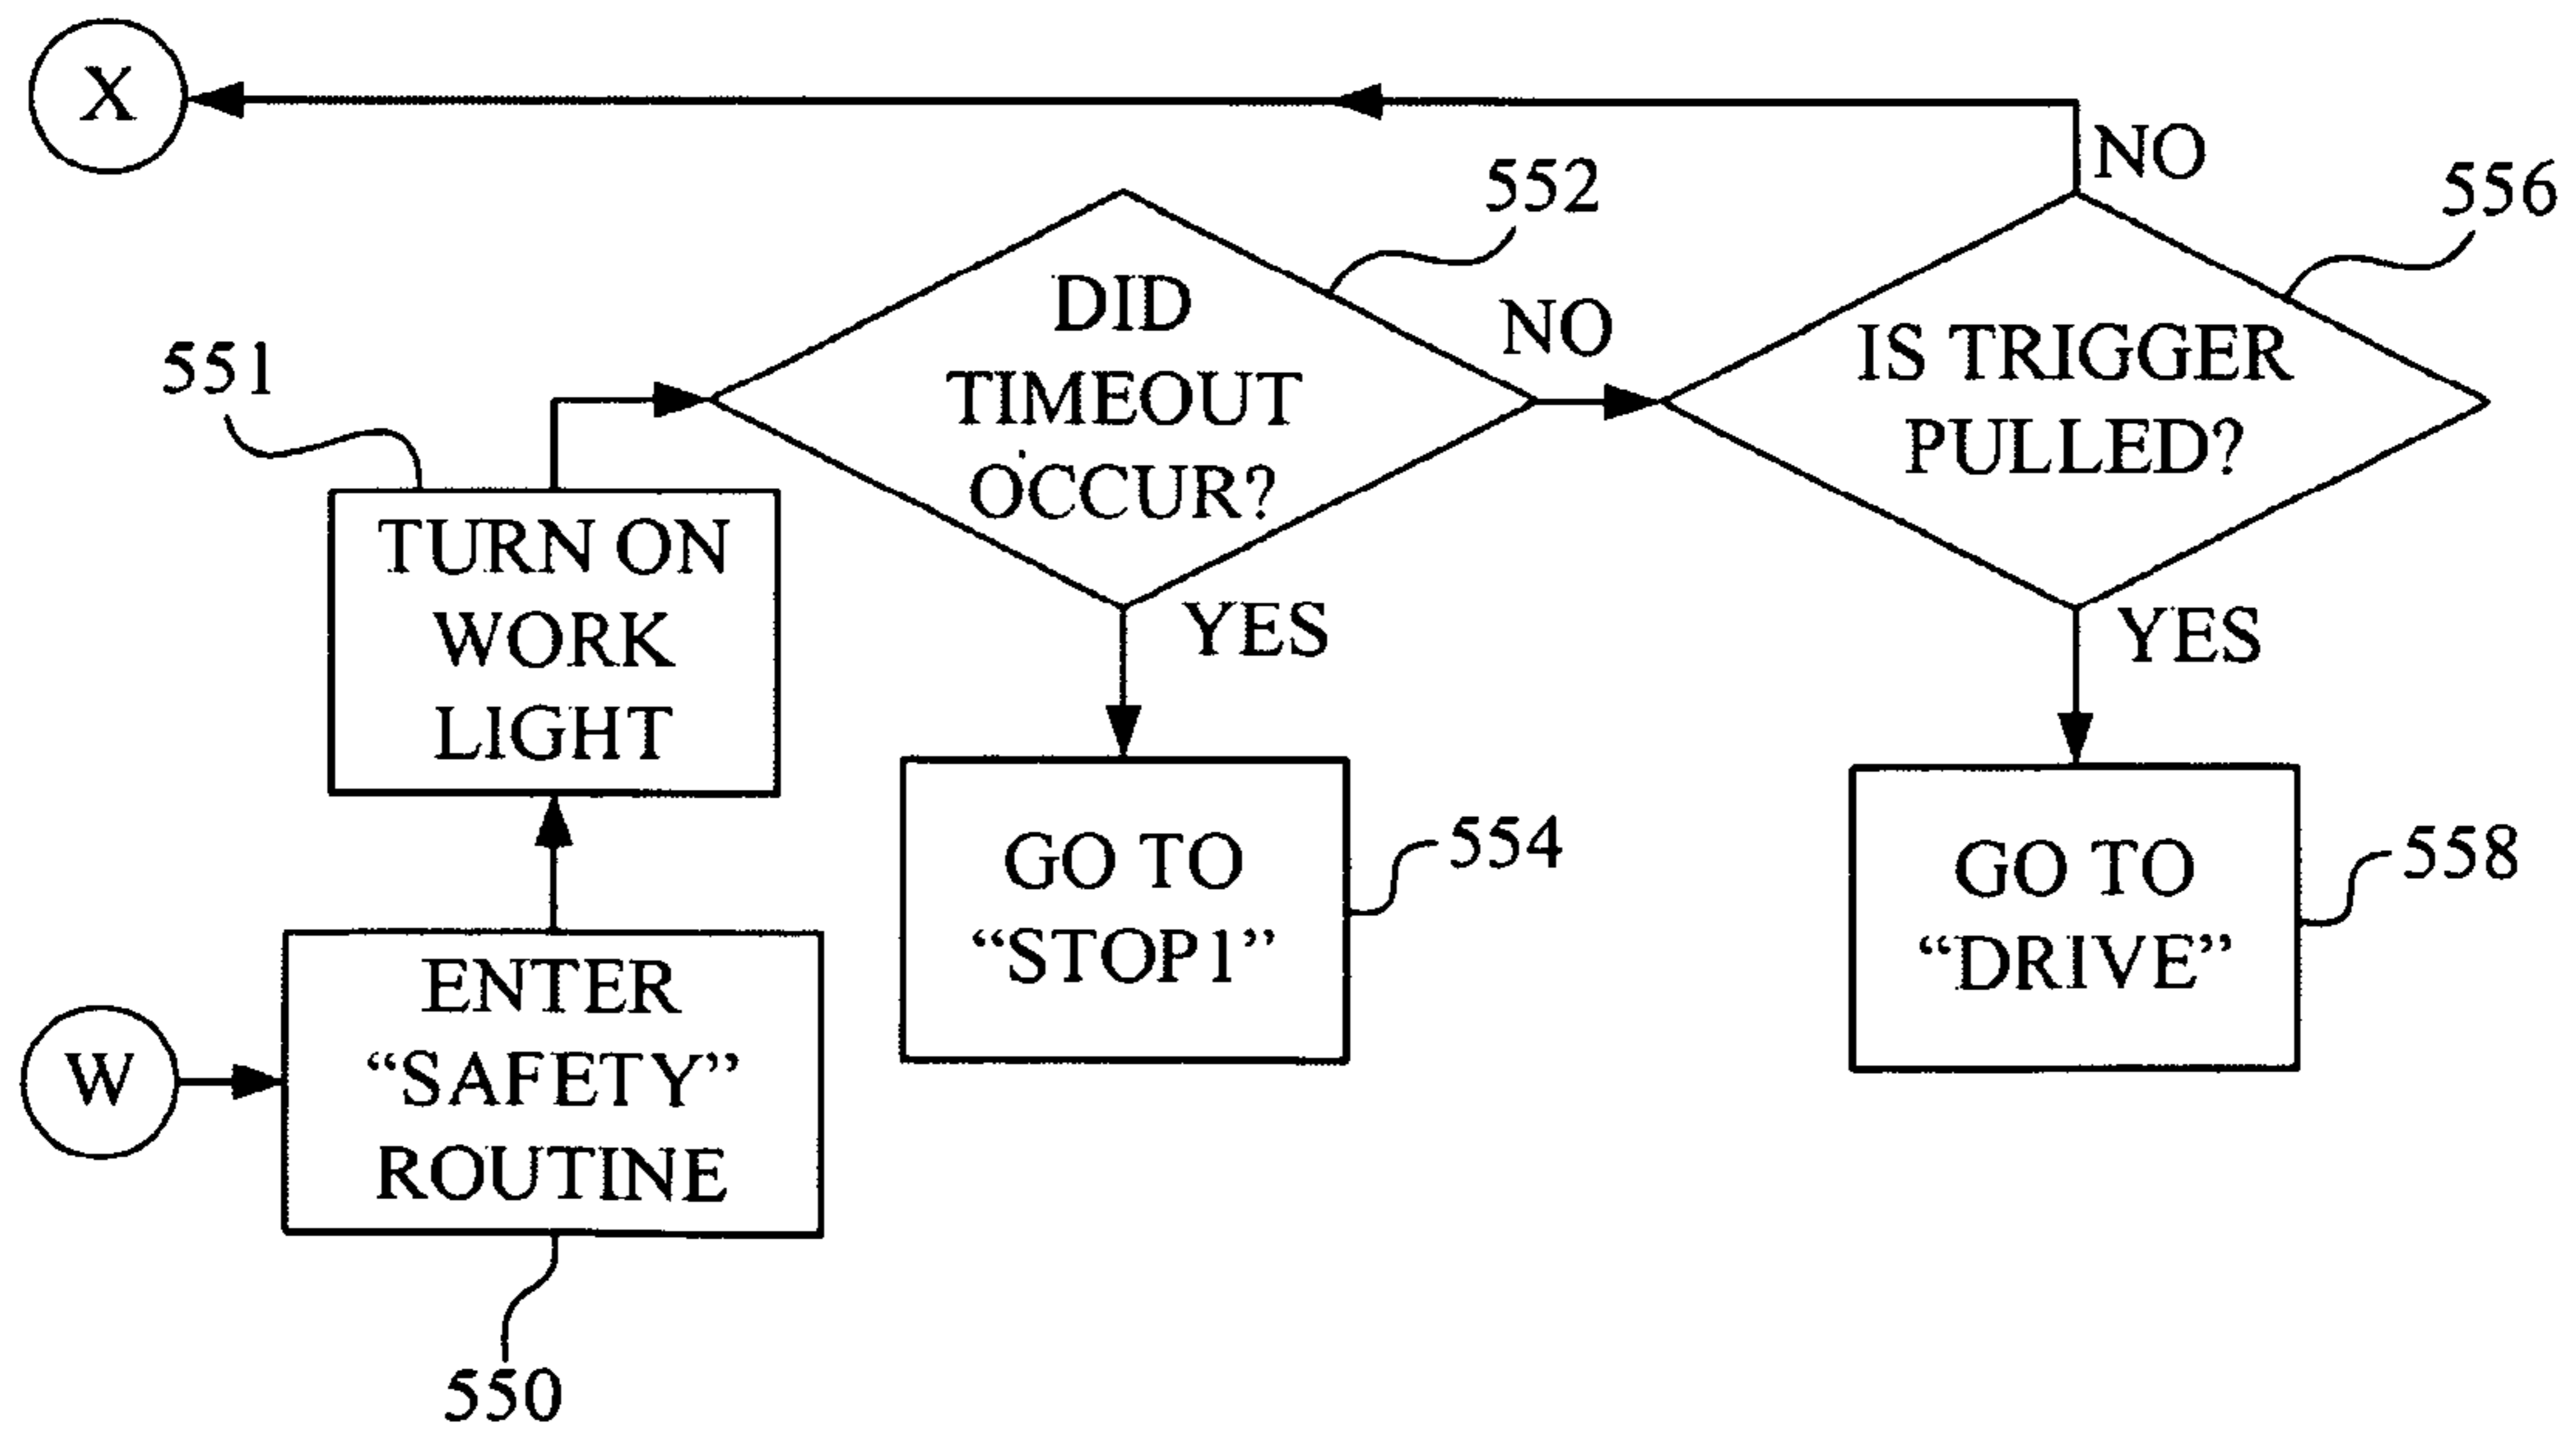 X
NO
552
556
DID
TIMEOUT
OCCUR?
NO
IS TRIGGER
PULLED?
551
TURN ON
WORK
LIGHT
YES
YES
GO TO
“STOP1”
554
GO TO
“DRIVE”
558
W
ENTER
“SAFETY”
ROUTINE
550